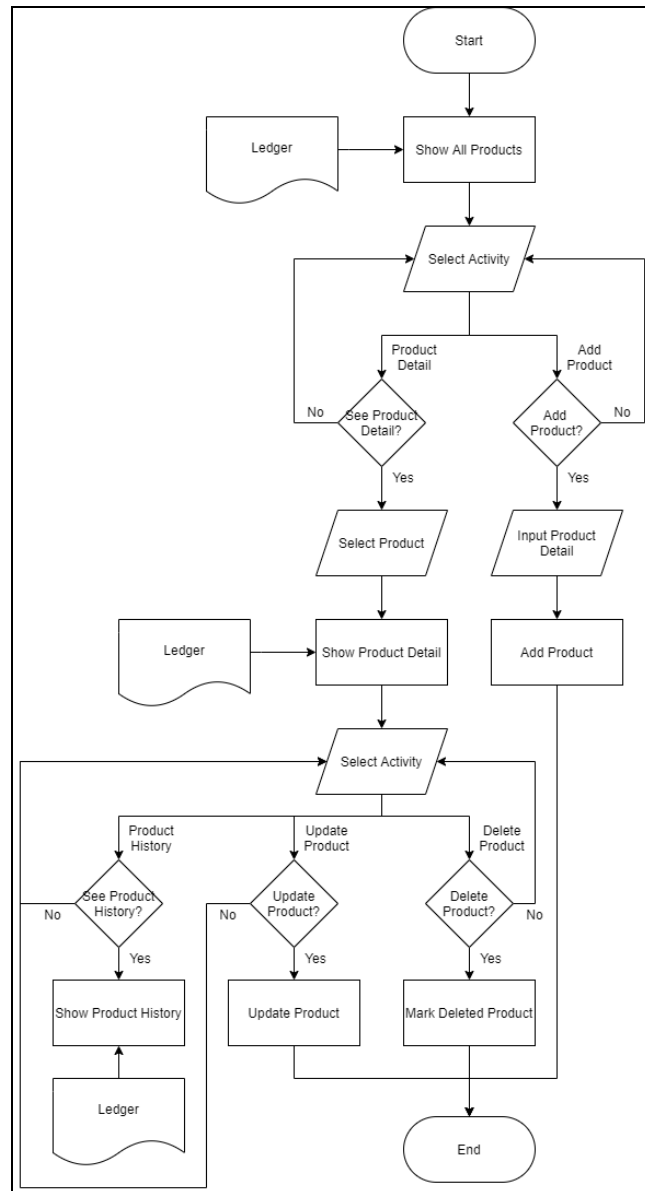 Start
Ledger
Show All Products
Select Activity
Product
Detail
Add
Product
No
See Product
Detail?
Add
Product?
No
Yes
Yes
Select Product
Input Product
Detail
Ledger
Show Product Detail
Add Product
Select Activity
Product
History
Update
Product
Delete
Product
See Product
History?
Update
Product?
Delete
Product?
No
No
No
Yes
Yes
Yes
Show Product History
Update Product
Mark Deleted Product
Ledger
End